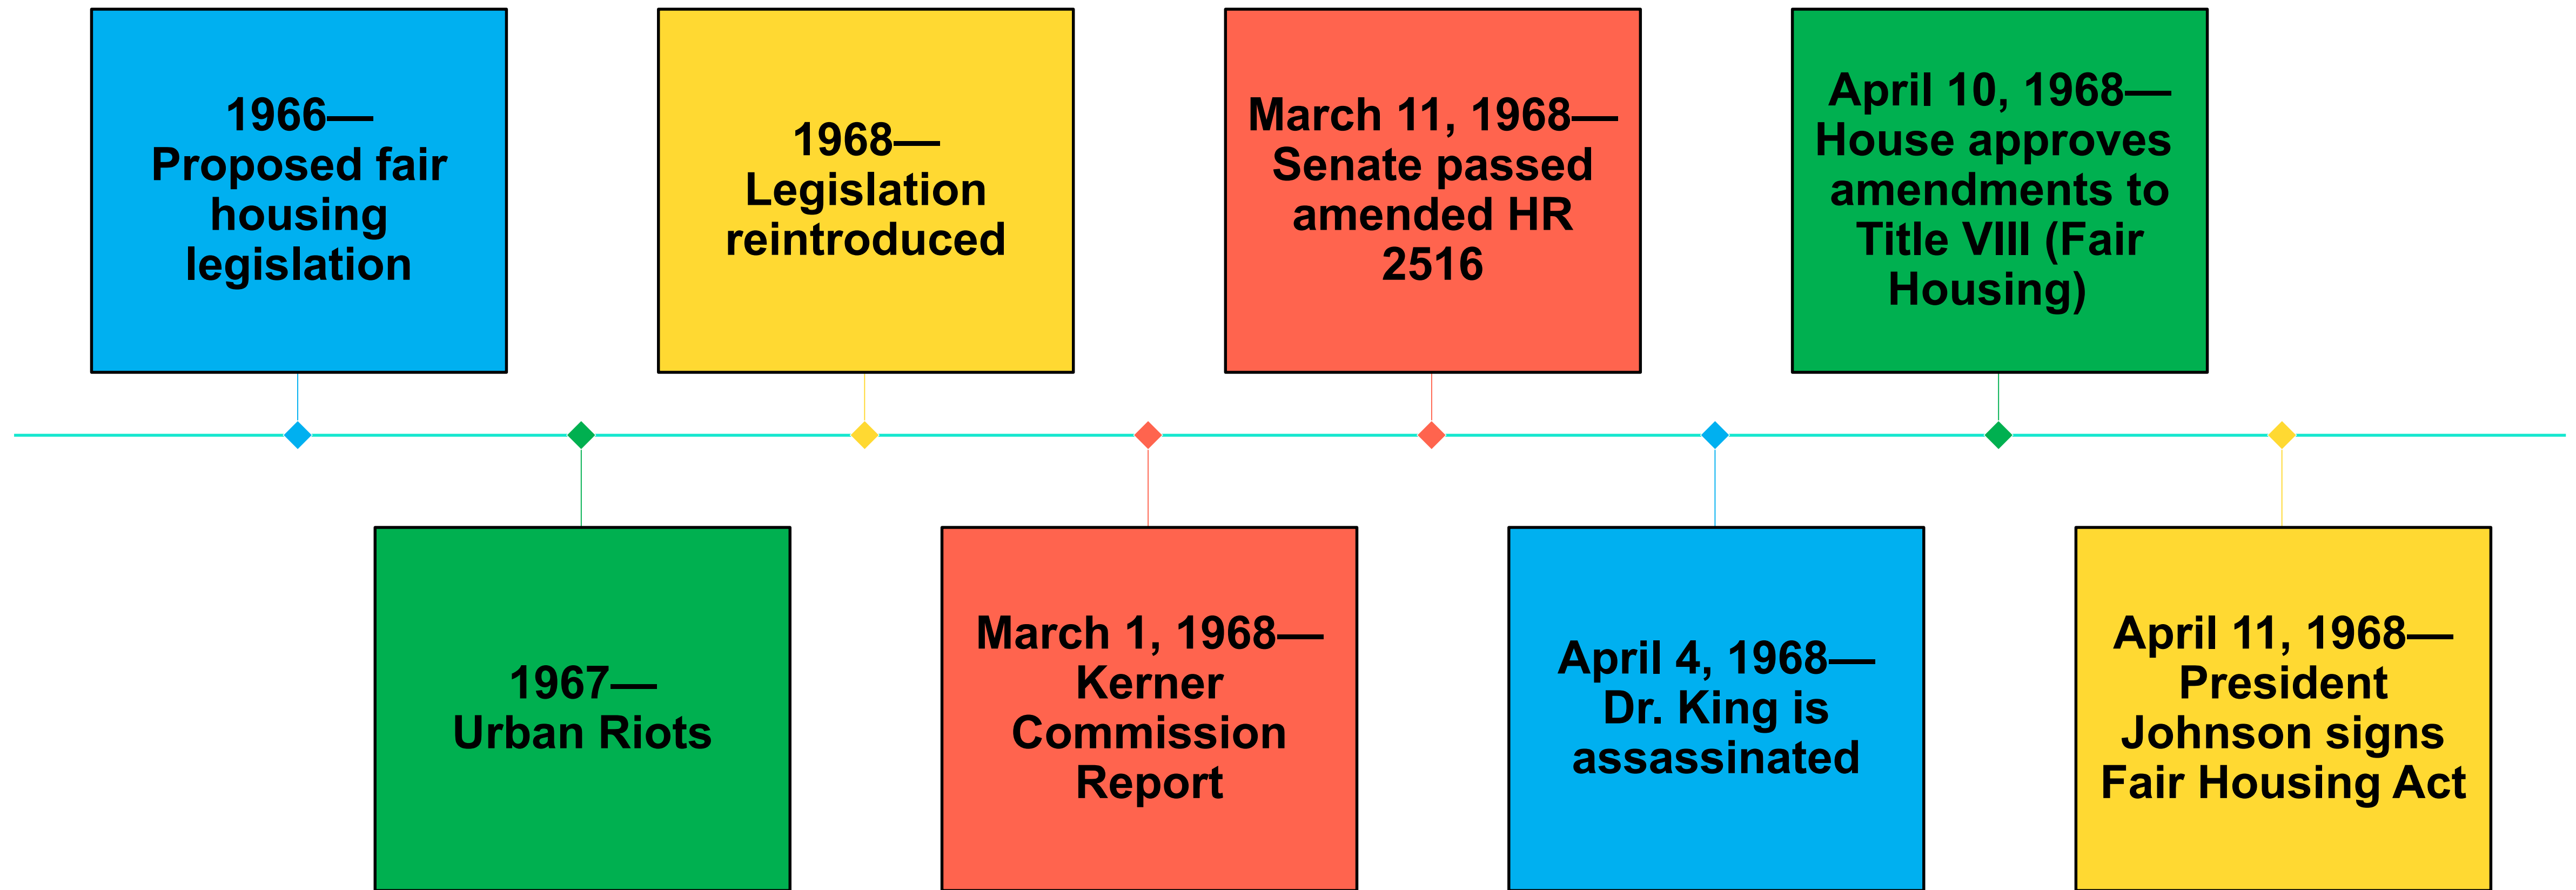 1966—
Proposed fair
housing
legislation
1967—
Urban Riots
1968—
Legislation
reintroduced
March 1, 1968—
Kerner
Commission
Report
March 11, 1968—
Senate passed
amended HR
2516
April 4, 1968—
Dr. King is
assassinated
April 10, 1968—
House approves
amendments to
Title VIII (Fair
Housing)
April 11, 1968—
President
Johnson signs
Fair Housing Act